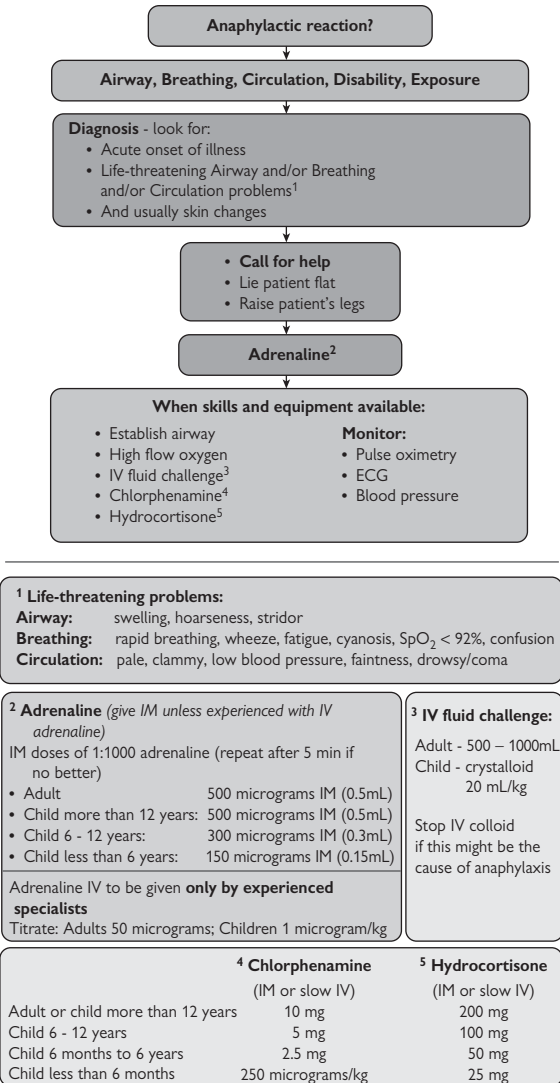 Anaphylactic reaction?
Airway, Breathing, Circulation, Disability, Exposure
Diagnosis - look for:
• Acute onset of illness
• Life-threatening Airway and/or Breathing
and/or Circulation problems1
• And usually skin changes
• Call for help
• Lie patient flat
• Raise patient's legs
Adrenaline2
When skills and equipment available:
• Establish airway
• High flow oxygen
• IV fluid challenge3
• Chlorphenamine4
• Hydrocortisone5
Monitor:
• Pulse oximetry
• ECG
• Blood pressure
1 Life-threatening problems:
Airway: swelling, hoarseness, stridor
Breathing: rapid breathing, wheeze, fatigue, cyanosis, SpO2 < 92%, confusion
Circulation: pale, clammy, low blood pressure, faintness, drowsy/coma
2 Adrenaline (give IM unless experienced with IV
adrenaline)
IM doses of 1:1000 adrenaline (repeat after 5 min if
no better)
• Adult 500 micrograms IM (0.5mL)
• Child more than 12 years: 500 micrograms IM (0.5mL)
• Child 6 - 12 years: 300 micrograms IM (0.3mL)
• Child less than 6 years: 150 micrograms IM (0.15mL)
Adrenaline IV to be given only by experienced
specialists
Titrate: Adults 50 micrograms; Children 1 microgram/kg
3 IV fluid challenge:
Adult - 500 – 1000mL
Child - crystalloid
20 mL/kg
Stop IV colloid
if this might be the
cause of anaphylaxis
4 Chlorphenamine 5 Hydrocortisone
(IM or slow IV) (IM or slow IV)
Adult or child more than 12 years 10 mg 200 mg
Child 6 - 12 years 5 mg 100 mg
Child 6 months to 6 years 2.5 mg 50 mg
Child less than 6 months 250 micrograms/kg 25 mg